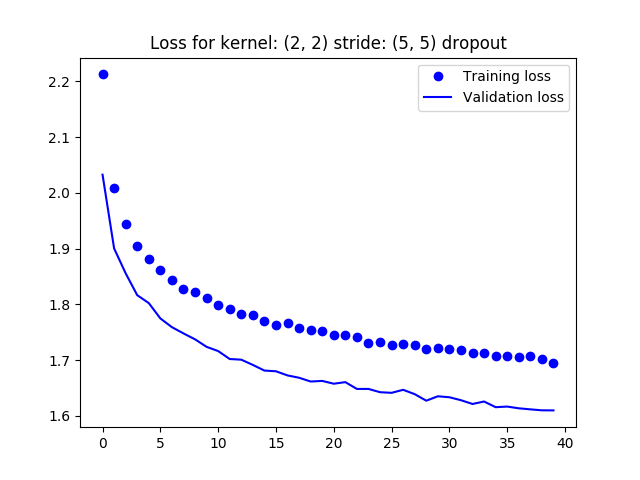 Loss for kernel: (2, 2) stride: (5, 5) dropout
Training loss
Validation loss
2.2
2.1
2.0
1.9
1.8
1.7
1.6
0 5 10 15 20 25 30 35 40